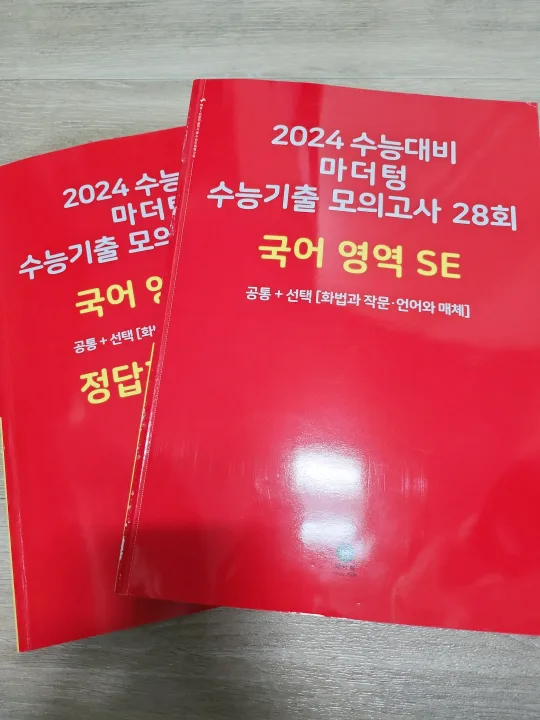 2024 수능대비
마더텅
수능기출 모의고사 28회
국어 영역 SE
공통 + 선택 [화법과 작문·언어와 매체]
2024 수능
마더
수능기출 모의
국어 영
공통 + 선택 [화
정답